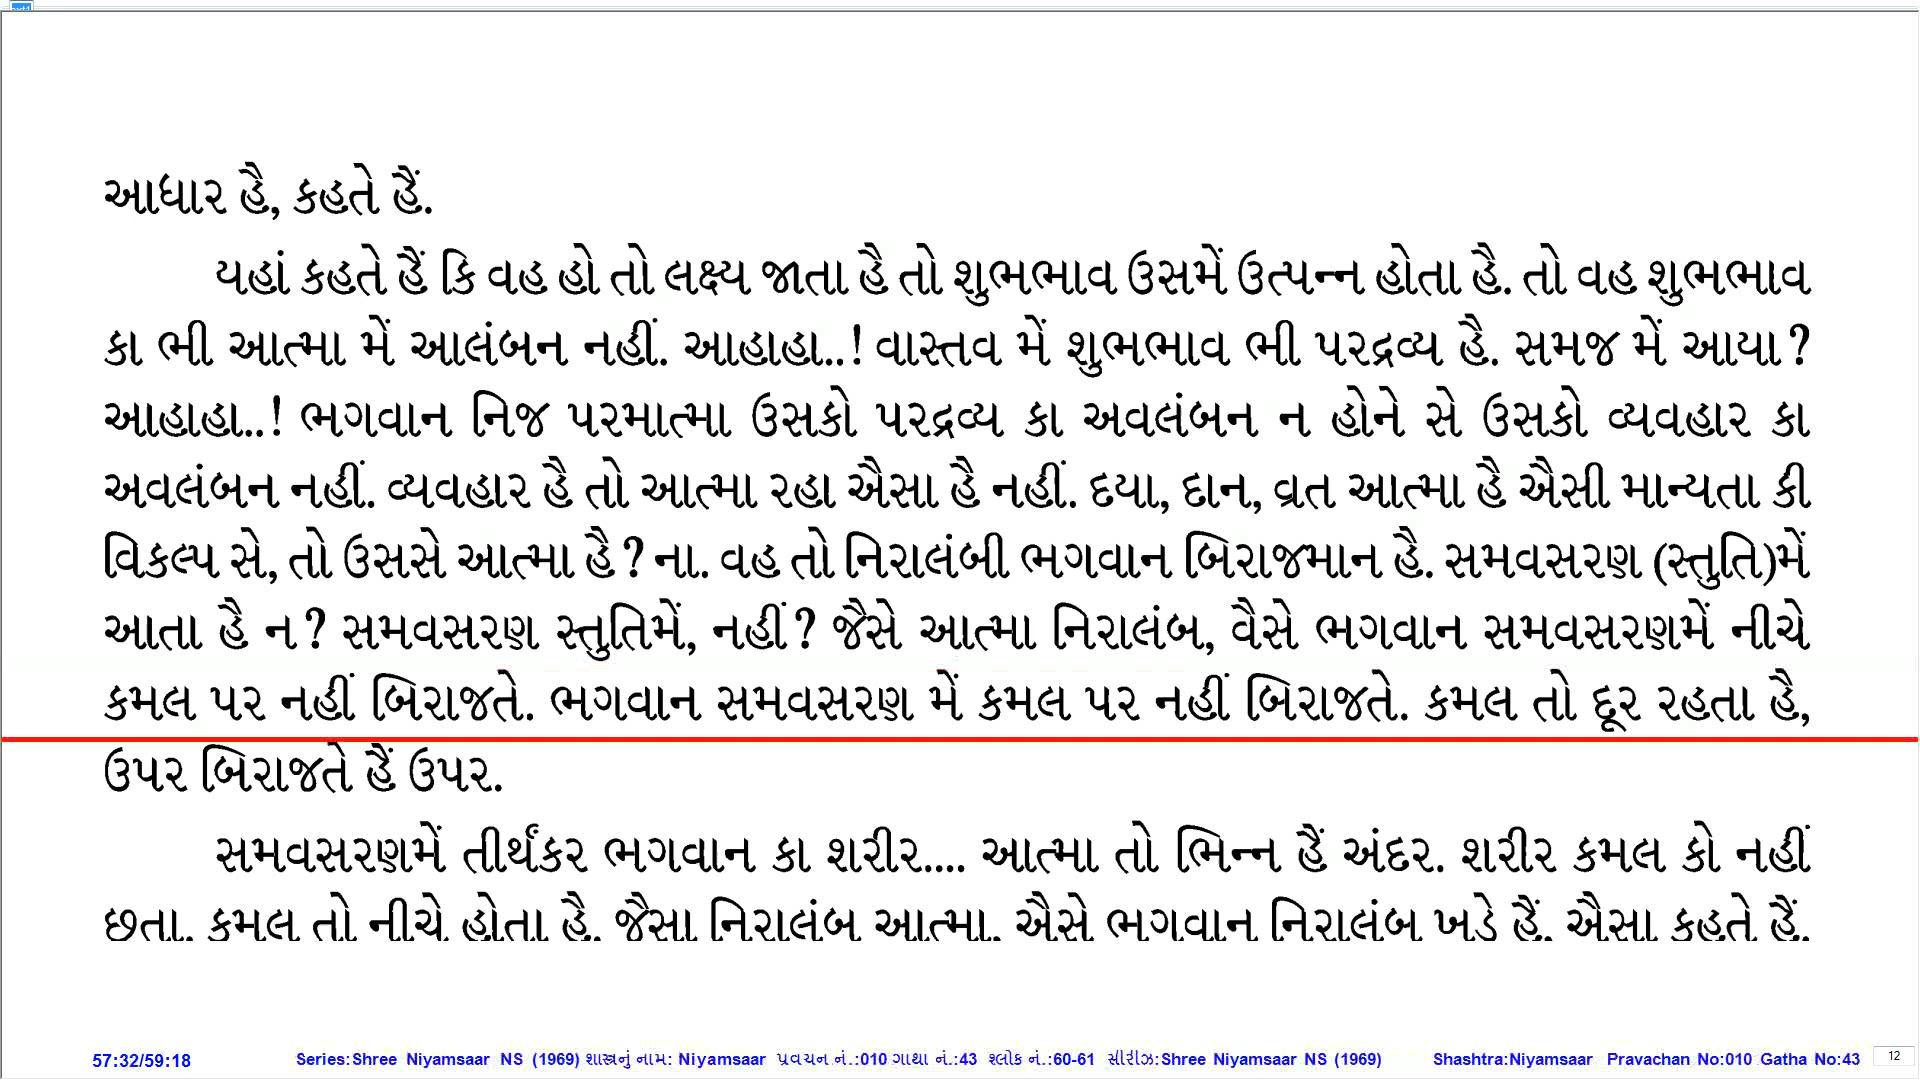 આધાર હૈ, કહતે હૈં.
યહાં કહતે હૈં કિ વહ હો તો લક્ષ્ય જાતા હૈ તો શુભભાવ ઉસમેં ઉત્પન્ન હોતા હૈ. તો વહ શુભભાવ
કા ભી આત્મા મેં આલંબન નહીં. આહાહા..! વાસ્તવ મેં શુભભાવ ભી પરદ્રવ્ય હૈ. સમજ મેં આયા?
આહાહા..! ભગવાન નિજ પરમાત્મા ઉસકો પરદ્રવ્ય કા અવલંબન ન હોને સે ઉસકો વ્યવહાર કા
અવલંબન નહીં. વ્યવહાર હૈ તો આત્મા રહા ઐસા હૈ નહીં. દયા, દાન, વ્રત આત્મા હૈ ઐસી માન્યતા કી
વિકલ્પ સે, તો ઉસસે આત્મા હૈ? ના. વહ તો નિરાલંબી ભગવાન બિરાજમાન હૈ. સમવસરણ (સ્તુતિ)મેં
આતા હૈ ન? સમવસરણ સ્તુતિમેં, નહીં? જૈસે આત્મા નિરાલંબ, વૈસે ભગવાન સમવસરણમેં નીચે
કમલ પર નહીં બિરાજતે. ભગવાન સમવસરણ મેં કમલ પર નહીં બિરાજતે. કમલ તો દૂર રહતા હૈ,
ઉપર બિરાજતે હૈં ઉપર.
સમવસરણમેં તીર્થંકર ભગવાન કા શરીર.... આત્મા તો ભિન્ન હૈં અંદર. શરીર કમલ કો નહીં
છતા. કમલ તો નીચે હોતા હૈ. જૈસા નિરાલંબ આત્મા, ઐસે ભગવાન નિરાલંબ ખડે હૈં. ઐસા કહતે હૈં.
57:32/59:18 Series:Shree Niyamsaar NS (1969) શાસ્ત્રનું નામ: Niyamsaar પ્રવચન નં.:010 ગાથા નં.:43 શ્લોક નં.:60-61 સીરીઝ:Shree Niyamsaar NS (1969) Shashtra:Niyamsaar Pravachan No:010 Gatha No:43 12